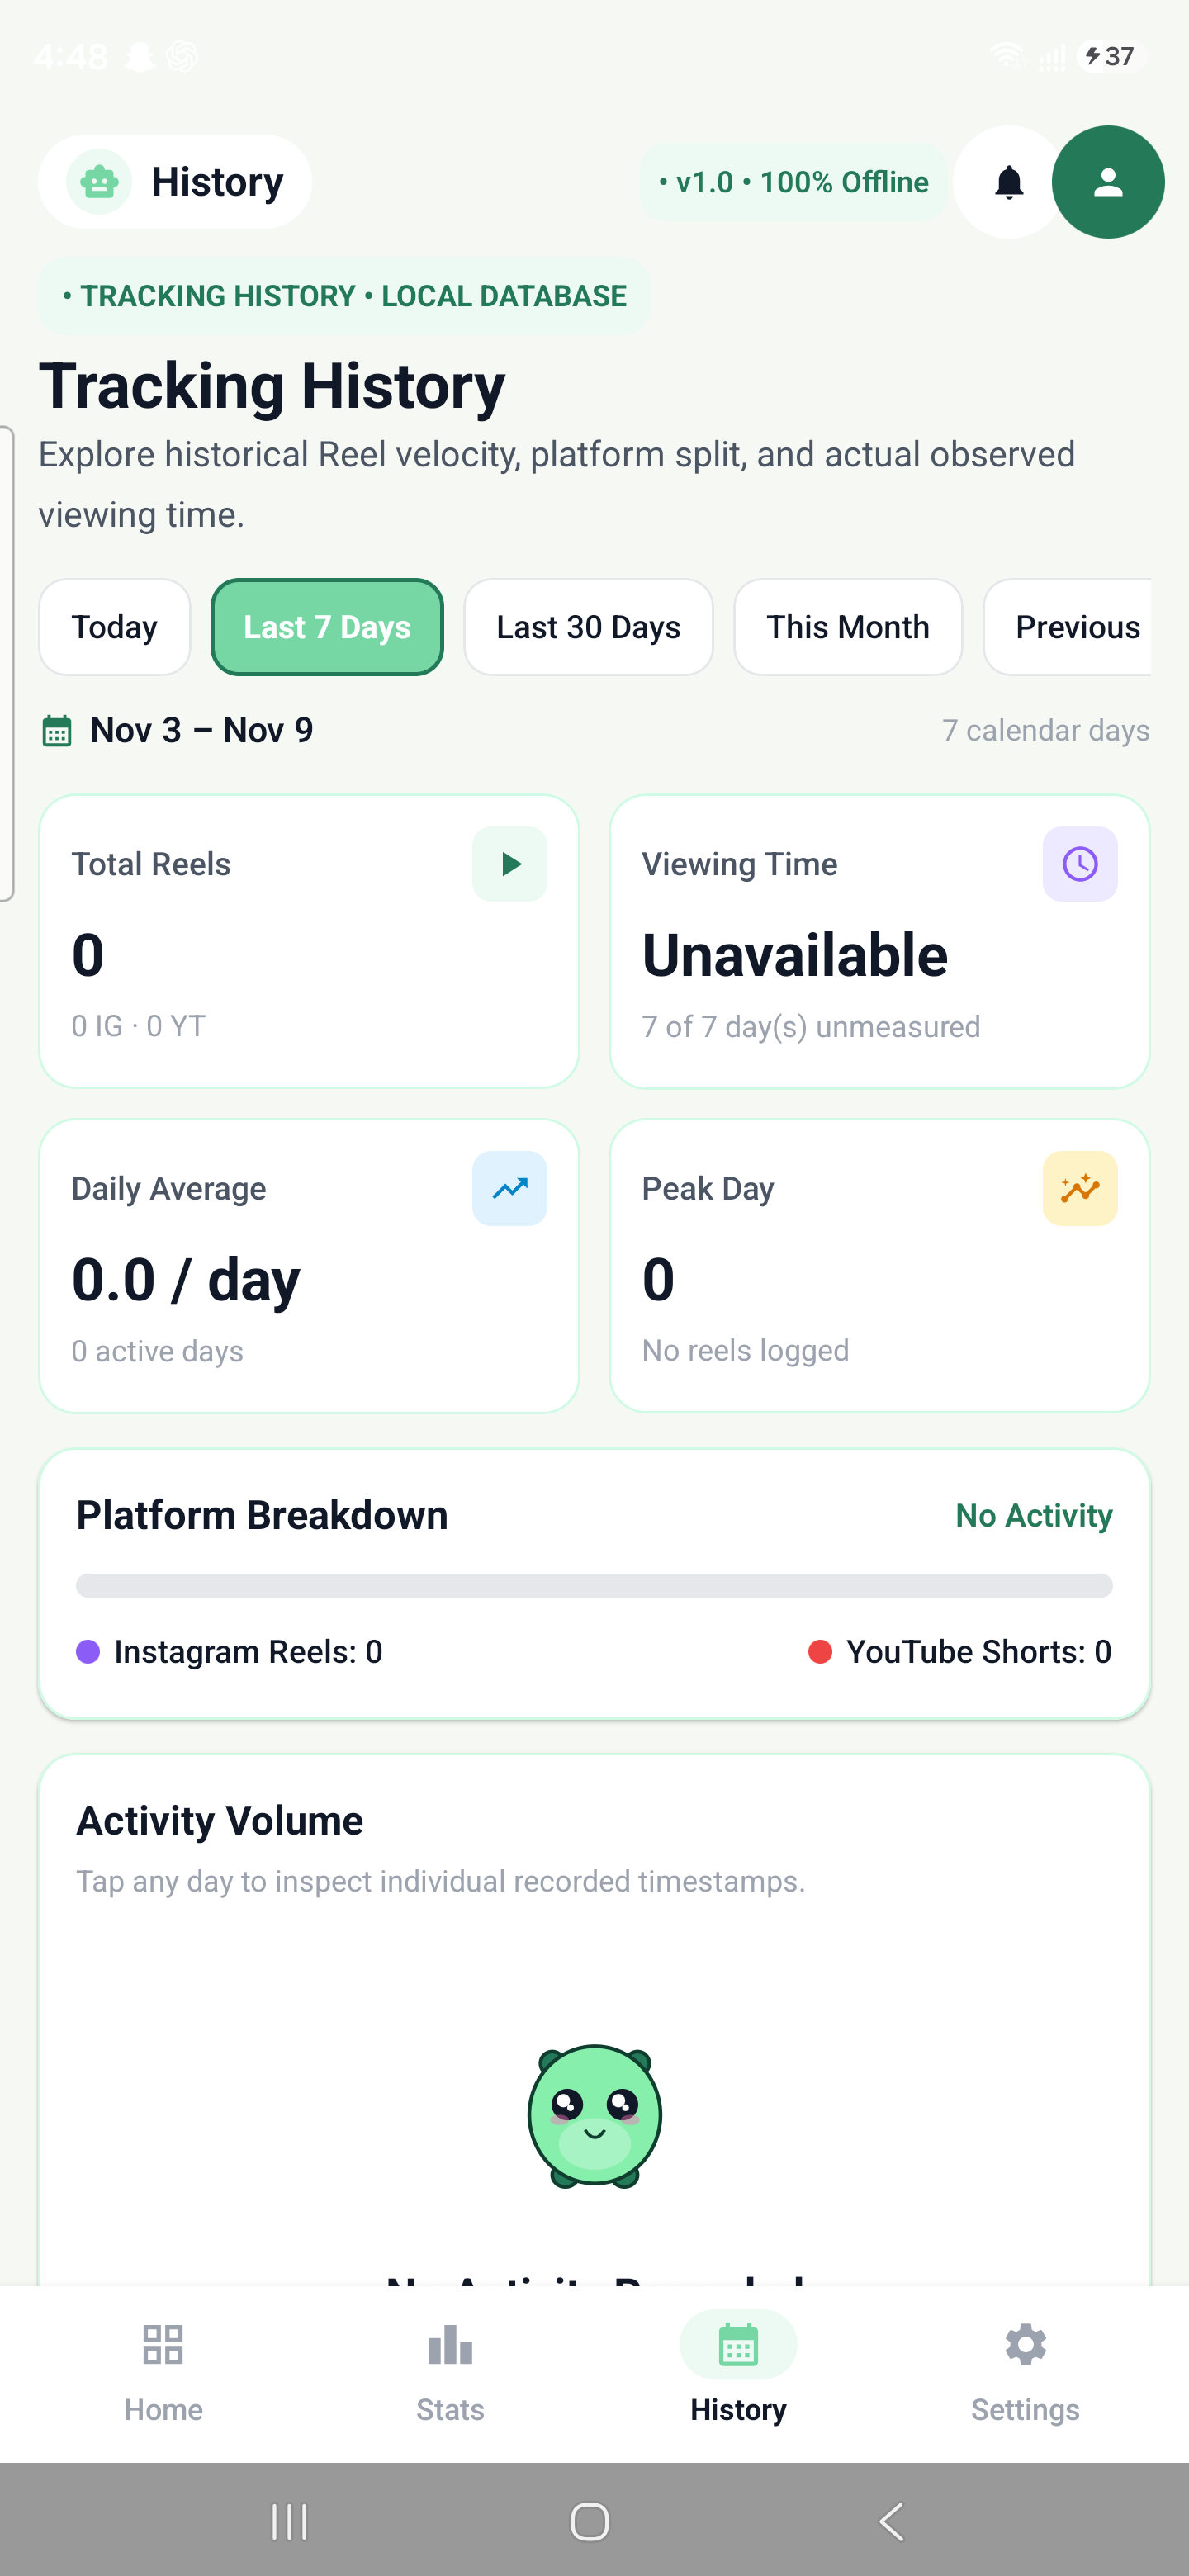 4:48
37
History
• v1.0 • 100% Offline
• TRACKING HISTORY • LOCAL DATABASE
Tracking History
Explore historical Reel velocity, platform split, and actual observed
viewing time.
Today
Last 7 Days
Last 30 Days
This Month
Previous
Nov 3 – Nov 9
7 calendar days
Total Reels
0
0 IG · 0 YT
Viewing Time
Unavailable
7 of 7 day(s) unmeasured
Daily Average
0.0 / day
0 active days
Peak Day
0
No reels logged
Platform Breakdown
No Activity
Instagram Reels: 0
YouTube Shorts: 0
Activity Volume
Tap any day to inspect individual recorded timestamps.
Home
Stats
History
Settings